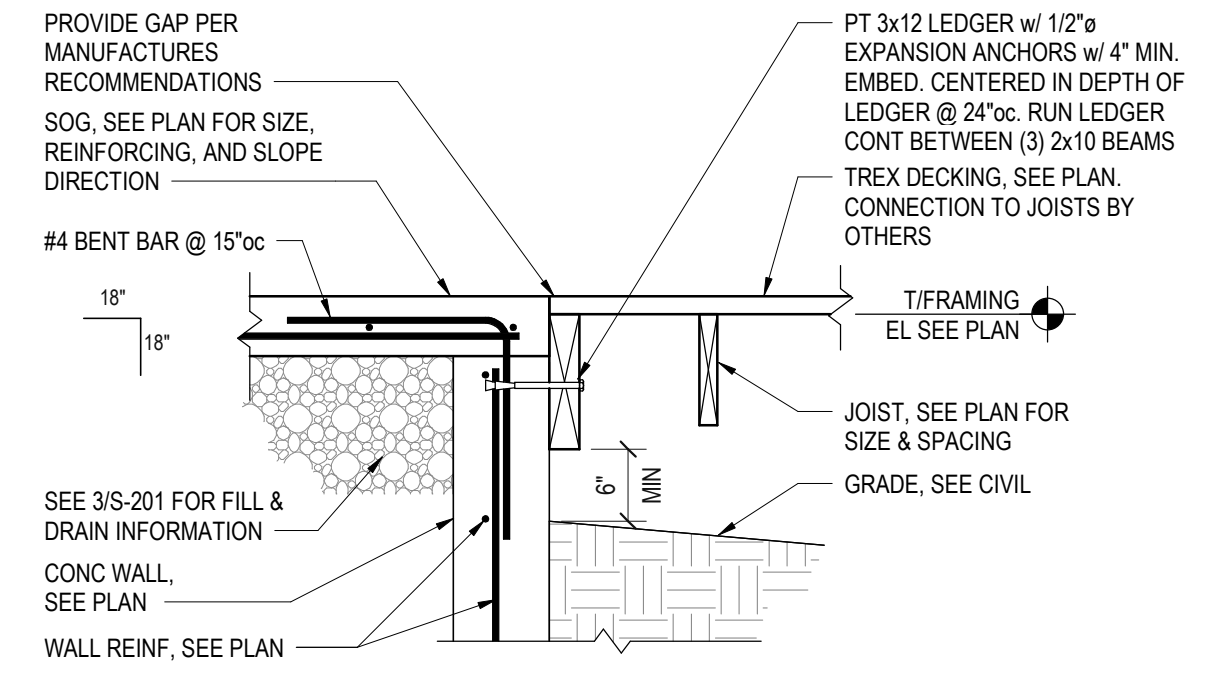 PROVIDE GAP PER
MANUFACTURES
RECOMMENDATIONS
SOG, SEE PLAN FOR SIZE,
REINFORCING, AND SLOPE
DIRECTION
#4 BENT BAR @ 15"oc
18"
18"
SEE 3/S-201 FOR FILL &
DRAIN INFORMATION
CONC WALL,
SEE PLAN
WALL REINF, SEE PLAN
PT 3x12 LEDGER w/ 1/2"ø
EXPANSION ANCHORS w/ 4" MIN.
EMBED. CENTERED IN DEPTH OF
LEDGER @ 24"oc. RUN LEDGER
CONT BETWEEN (3) 2x10 BEAMS
TREX DECKING, SEE PLAN.
CONNECTION TO JOISTS BY
OTHERS
T/FRAMING
EL SEE PLAN
JOIST, SEE PLAN FOR
SIZE & SPACING
GRADE, SEE CIVIL
6"
MIN